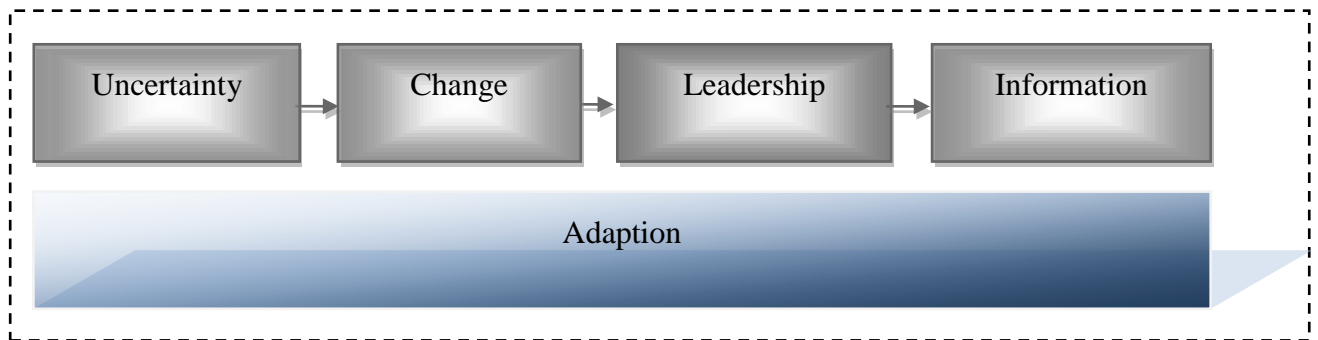 Uncertainty
Change
Leadership
Information
Adaption